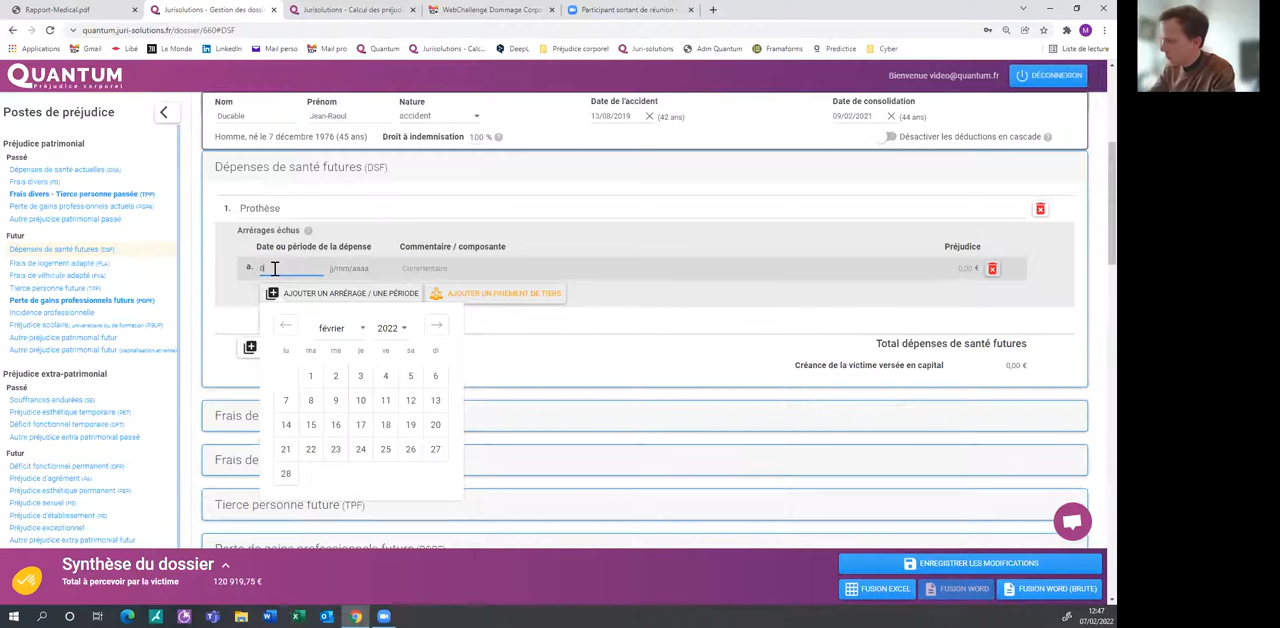 Rapport-Medical.pdf
Jurisolutions - Gestion des dossie
Jurisolutions - Calcul des préjudic
WebChallenge Dommage Corpo
Participant sortant de réunion -
quantum.juri-solutions.fr/dossier/660#DSF
Applications
Gmail
Libé
Le Monde
LinkedIn
Mail perso
Mail pro
Quantum
Jurisolutions - Calc...
DeepL
Préjudice corporel
Juri-solutions
Adm Quantum
Framaforms
Predictice
Cyber
Liste de lecture
QUANTUM
Préjudice corporel
Bienvenue video@quantum.fr
DÉCONNEXION
Postes de préjudice
Préjudice patrimonial
Passé
Dépenses de santé actuelles (DSA)
Frais divers (FD)
Frais divers - Tierce personne passée (TPP)
Perte de gains professionnels actuels (PGPA)
Autre préjudice patrimonial passé
Futur
Dépenses de santé futures (DSF)
Frais de logement adapté (FLA)
Frais de véhicule adapté (FVA)
Tierce personne future (TPF)
Perte de gains professionnels futurs (PGPF)
Incidence professionnelle
Préjudice scolaire, universitaire ou de formation (PSUF)
Autre préjudice patrimonial futur
Autre préjudice patrimonial futur (capitalisation et rente)
Préjudice extra-patrimonial
Passé
Souffrances endurées (SE)
Préjudice esthétique temporaire (PET)
Déficit fonctionnel temporaire (DFT)
Autre préjudice extra patrimonial passé
Futur
Déficit fonctionnel permanent (DFP)
Préjudice d'agrément (PA)
Préjudice esthétique permanent (PEP)
Préjudice sexuel (PS)
Préjudice d'établissement (PE)
Préjudice exceptionnel
Autre préjudice extra patrimonial futur
Nom
Prénom
Nature
Date de l'accident
Date de consolidation
Ducable
Jean-Raoul
accident
13/08/2019
(42 ans)
09/02/2021
(44 ans)
Homme, né le 7 décembre 1976 (45 ans)
Droit à indemnisation 100 %
Désactiver les déductions en cascade
Dépenses de santé futures (DSF)
1. Prothèse
Arrérages échus
Date ou période de la dépense
Commentaire / composante
Préjudice
a. 0
jj/mm/aaaa
Commentaire
0,00 €
AJOUTER UN ARRÉRAGE / UNE PÉRIODE
AJOUTER UN PAIEMENT DE TIERS
février 2022
lu ma me je ve sa di
1 2 3 4 5 6
7 8 9 10 11 12 13
14 15 16 17 18 19 20
21 22 23 24 25 26 27
28
Total dépenses de santé futures
Créance de la victime versée en capital 0,00 €
Frais de
Frais de
Tierce personne future (TPF)
Perte de gains professionnels futurs (PGPF)
Synthèse du dossier
Total à percevoir par la victime 120 919,75 €
ENREGISTRER LES MODIFICATIONS
FUSION EXCEL
FUSION WORD
FUSION WORD (BRUTE)
12:47
07/02/2022